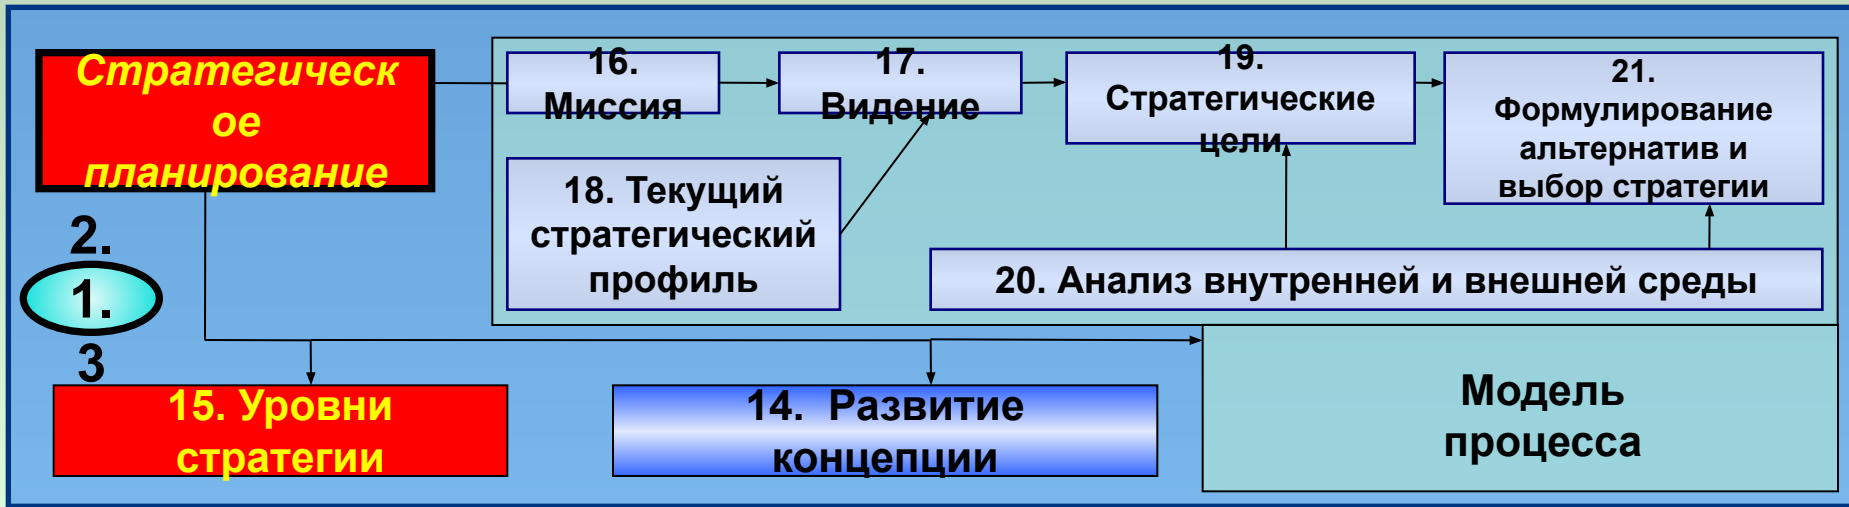 Стратегическ
ое
планирование
16.
Миссия
17.
Видение
19.
Стратегические
цели
21.
Формулирование
альтернатив и
выбор стратегии
18. Текущий
стратегический
профиль
20. Анализ внутренней и внешней среды
2.
1.
3
15. Уровни
стратегии
14. Развитие
концепции
Модель
процесса